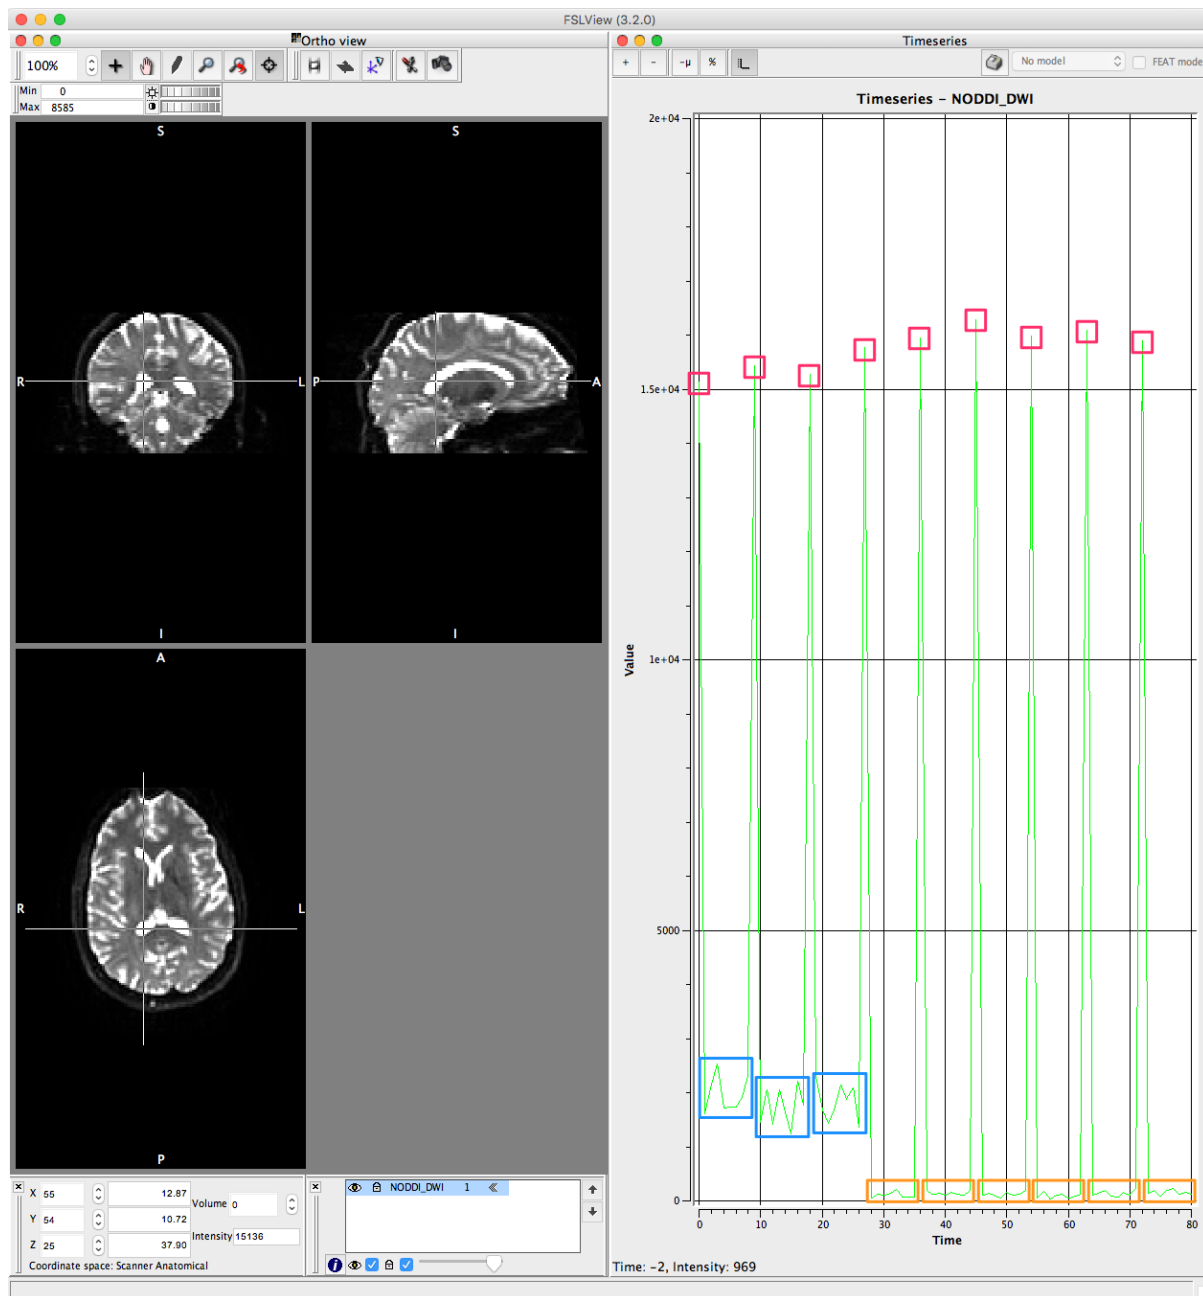 FSLView (3.2.0)
Ortho view
100%
Min 0
Max 8585
S
R
L
I
S
P
A
I
A
R
L
P
X 55 12.87
Y 54 10.72
Z 25 37.90
Volume 0
Intensity 15136
Coordinate space: Scanner Anatomical
NODDI_DWI 1
Timeseries
+ - -μ %
No model
FEAT mode
Timeseries - NODDI_DWI
2e+04
1.5e+04
1e+04
5000
0
Value
0 10 20 30 40 50 60 70 80
Time
Time: -2, Intensity: 969